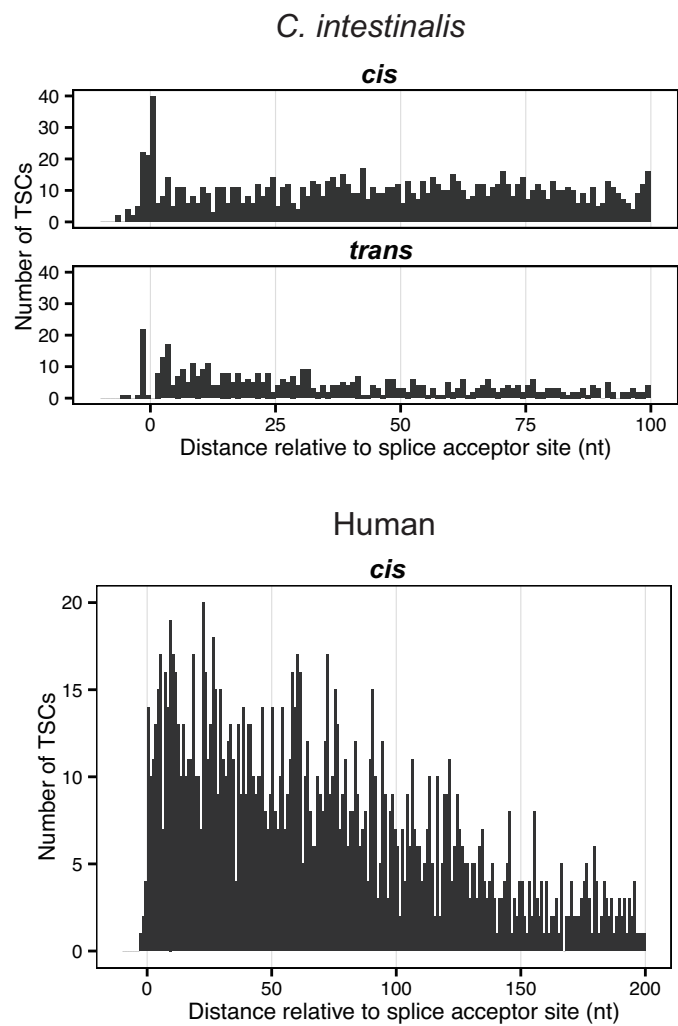 C. intestinalis
cis
Number of TSCs
40
30
20
10
0
trans
40
30
20
10
0
0 25 50 75 100
Distance relative to splice acceptor site (nt)
Human
cis
Number of TSCs
20
15
10
5
0
0 50 100 150 200
Distance relative to splice acceptor site (nt)